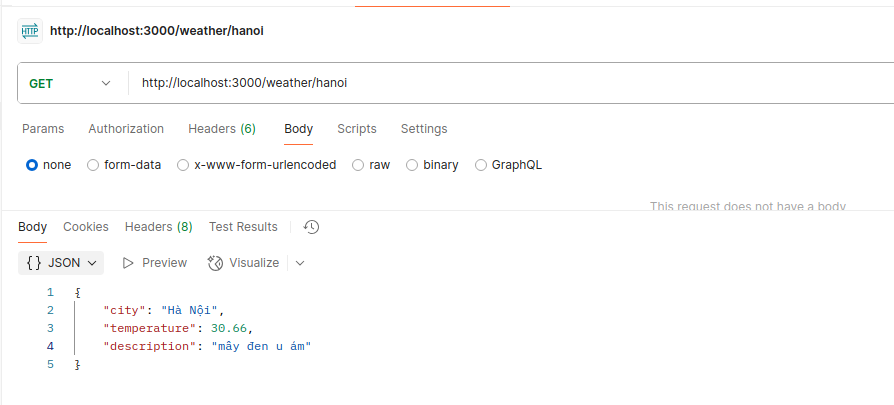 HTTP http://localhost:3000/weather/hanoi
GET http://localhost:3000/weather/hanoi
Params Authorization Headers (6) Body Scripts Settings
none form-data x-www-form-urlencoded raw binary GraphQL
This request does not have a body
Body Cookies Headers (8) Test Results
{} JSON Preview Visualize
1 {
2 "city": "Hà Nội",
3 "temperature": 30.66,
4 "description": "mây đen u ám"
5 }